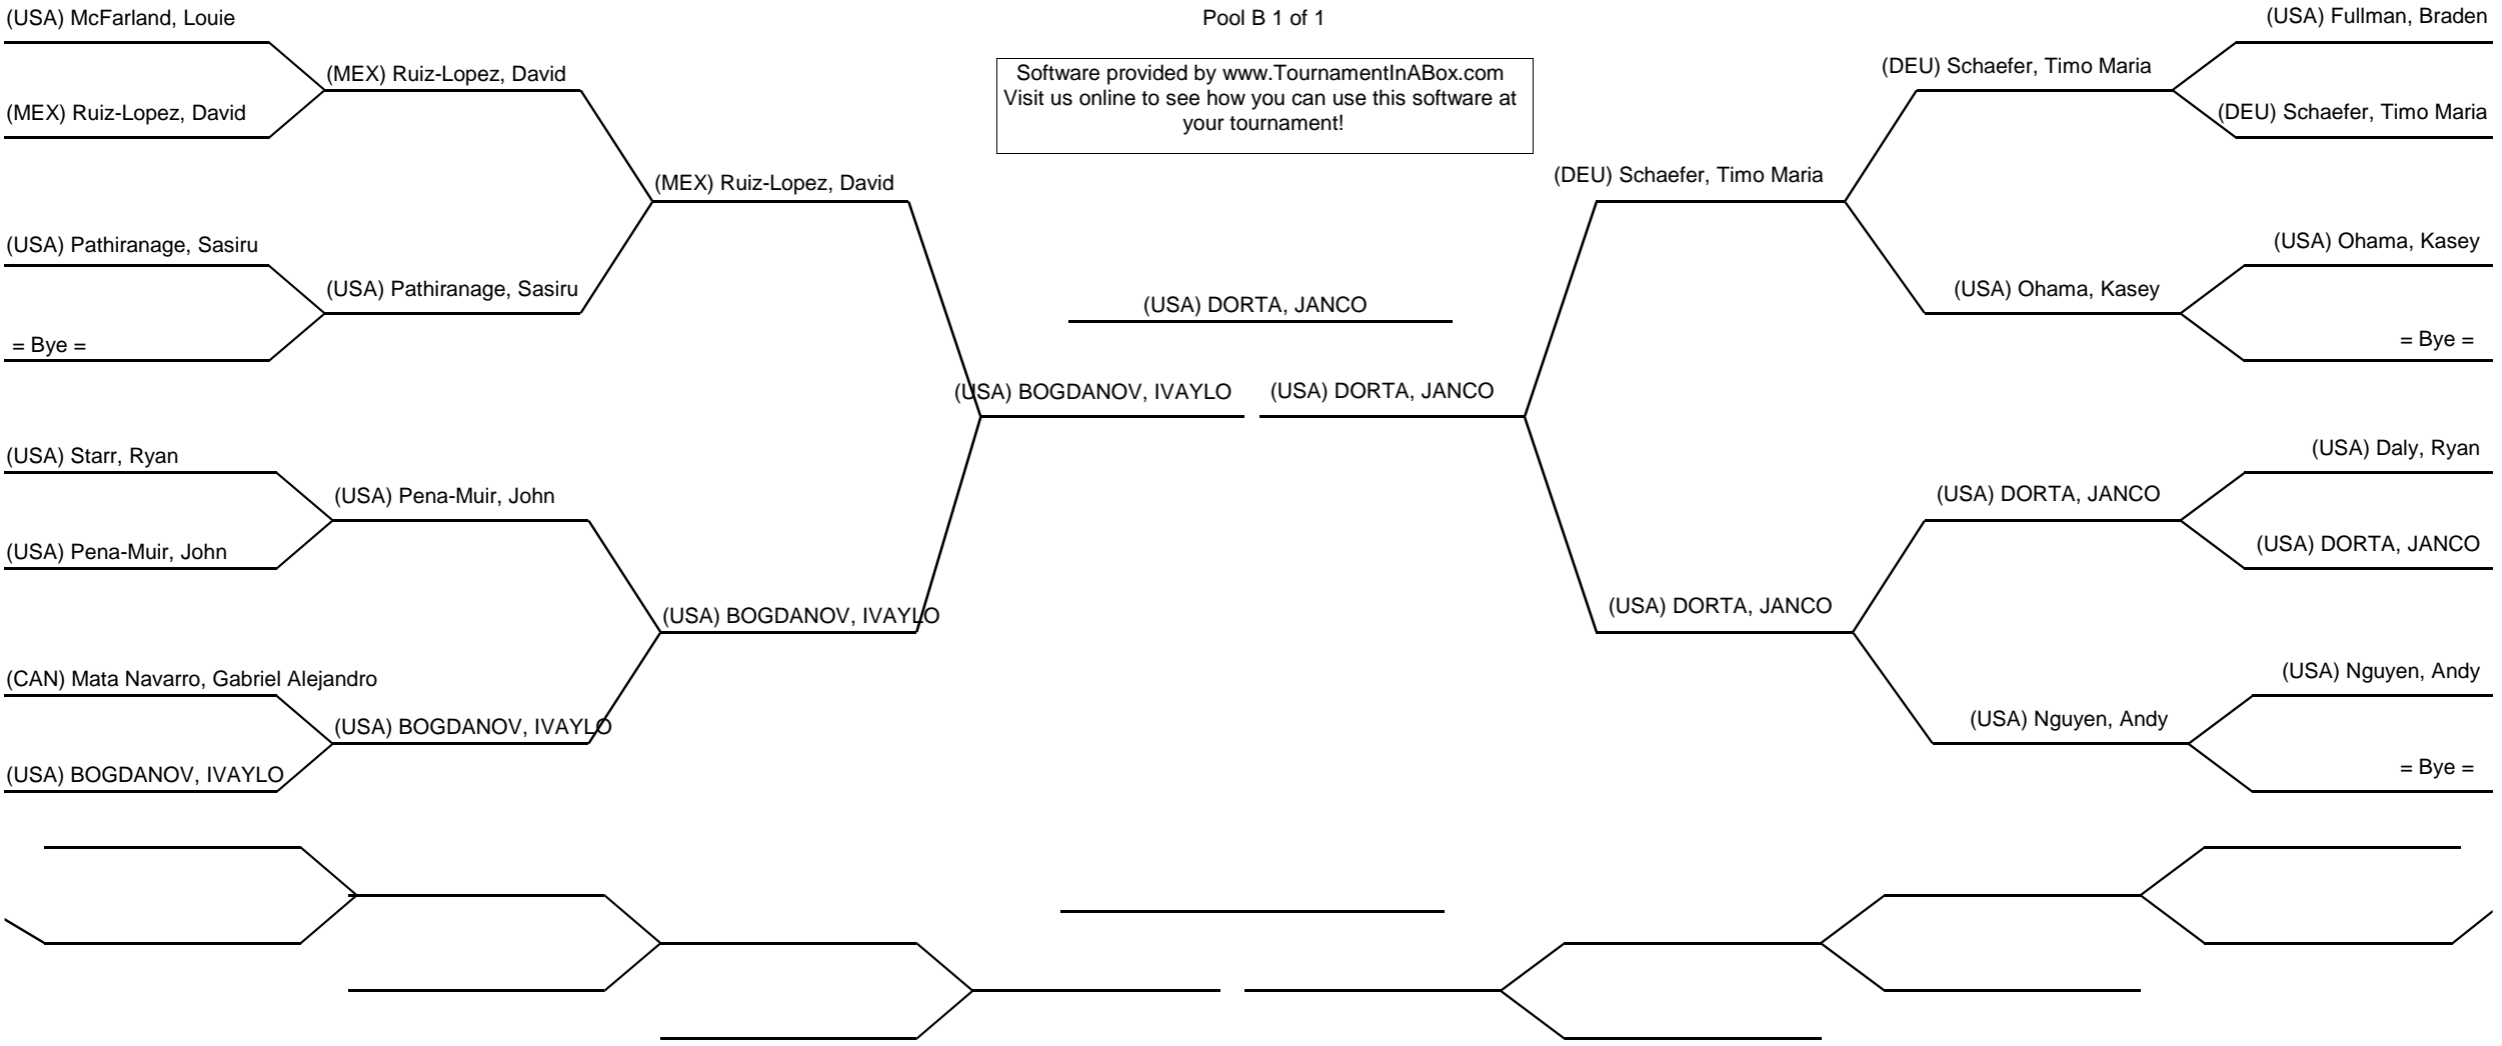 (USA) McFarland, Louie
Pool B 1 of 1
(USA) Fullman, Braden
(MEX) Ruiz-Lopez, David
Software provided by www.TournamentInABox.com
Visit us online to see how you can use this software at
your tournament!
(DEU) Schaefer, Timo Maria
(MEX) Ruiz-Lopez, David
(DEU) Schaefer, Timo Maria
(MEX) Ruiz-Lopez, David
(DEU) Schaefer, Timo Maria
(USA) Pathiranage, Sasiru
(USA) Ohama, Kasey
(USA) Pathiranage, Sasiru
(USA) DORTA, JANCO
(USA) Ohama, Kasey
= Bye =
= Bye =
(USA) BOGDANOV, IVAYLO
(USA) DORTA, JANCO
(USA) Starr, Ryan
(USA) Daly, Ryan
(USA) Pena-Muir, John
(USA) DORTA, JANCO
(USA) Pena-Muir, John
(USA) DORTA, JANCO
(USA) BOGDANOV, IVAYLO
(USA) DORTA, JANCO
(CAN) Mata Navarro, Gabriel Alejandro
(USA) Nguyen, Andy
(USA) BOGDANOV, IVAYLO
(USA) Nguyen, Andy
(USA) BOGDANOV, IVAYLO
= Bye =